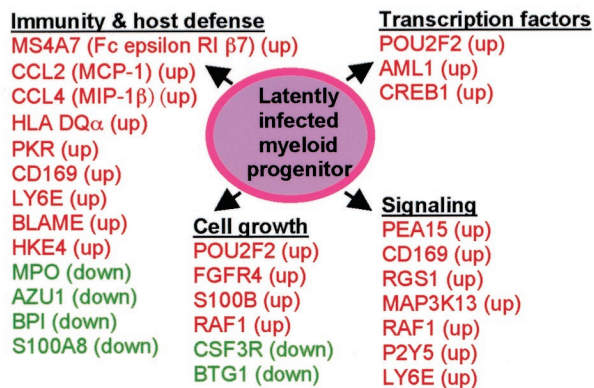 Immunity & host defense
MS4A7 (Fc epsilon RI β7) (up)
CCL2 (MCP-1) (up)
CCL4 (MIP-1β) (up)
HLA DQα (up)
PKR (up)
CD169 (up)
LY6E (up)
BLAME (up)
HKE4 (up)
MPO (down)
AZU1 (down)
BPI (down)
S100A8 (down)
Transcription factors
POU2F2 (up)
AML1 (up)
CREB1 (up)
Latently
infected
myeloid
progenitor
Cell growth
POU2F2 (up)
FGFR4 (up)
S100B (up)
RAF1 (up)
CSF3R (down)
BTG1 (down)
Signaling
PEA15 (up)
CD169 (up)
RGS1 (up)
MAP3K13 (up)
RAF1 (up)
P2Y5 (up)
LY6E (up)